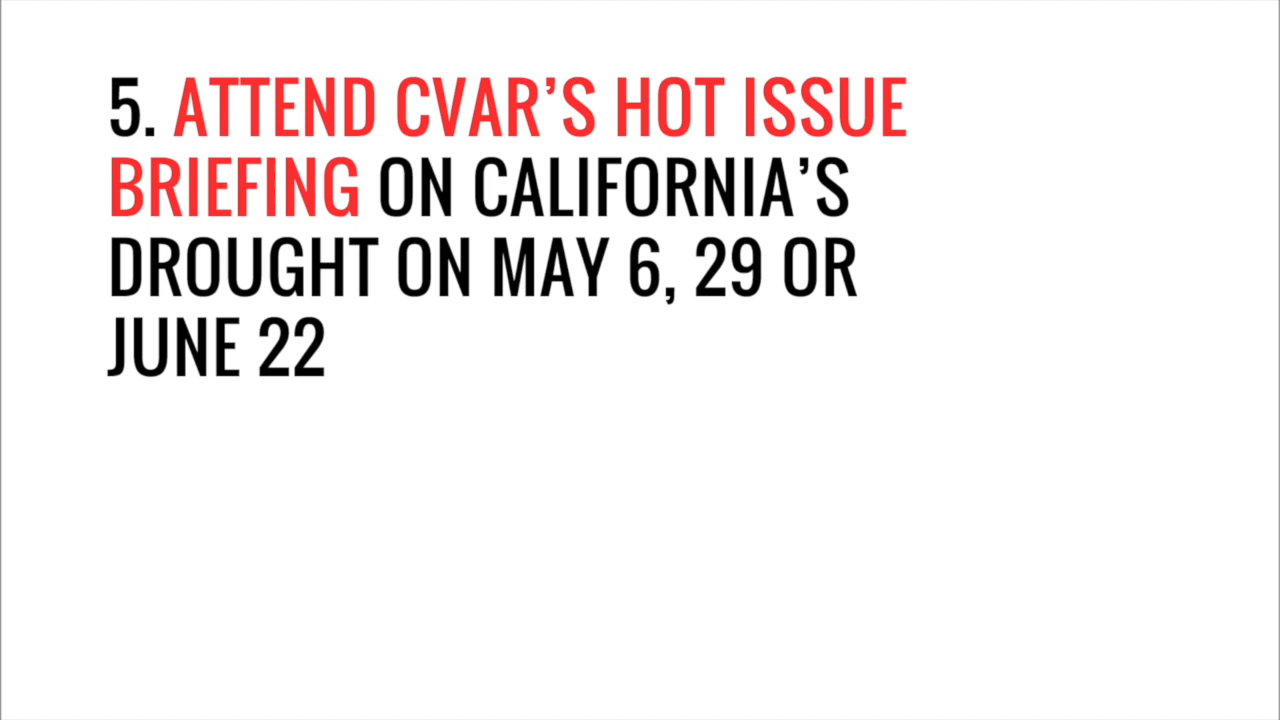 5. ATTEND CVAR’S HOT ISSUE
BRIEFING ON CALIFORNIA’S
DROUGHT ON MAY 6, 29 OR
JUNE 22